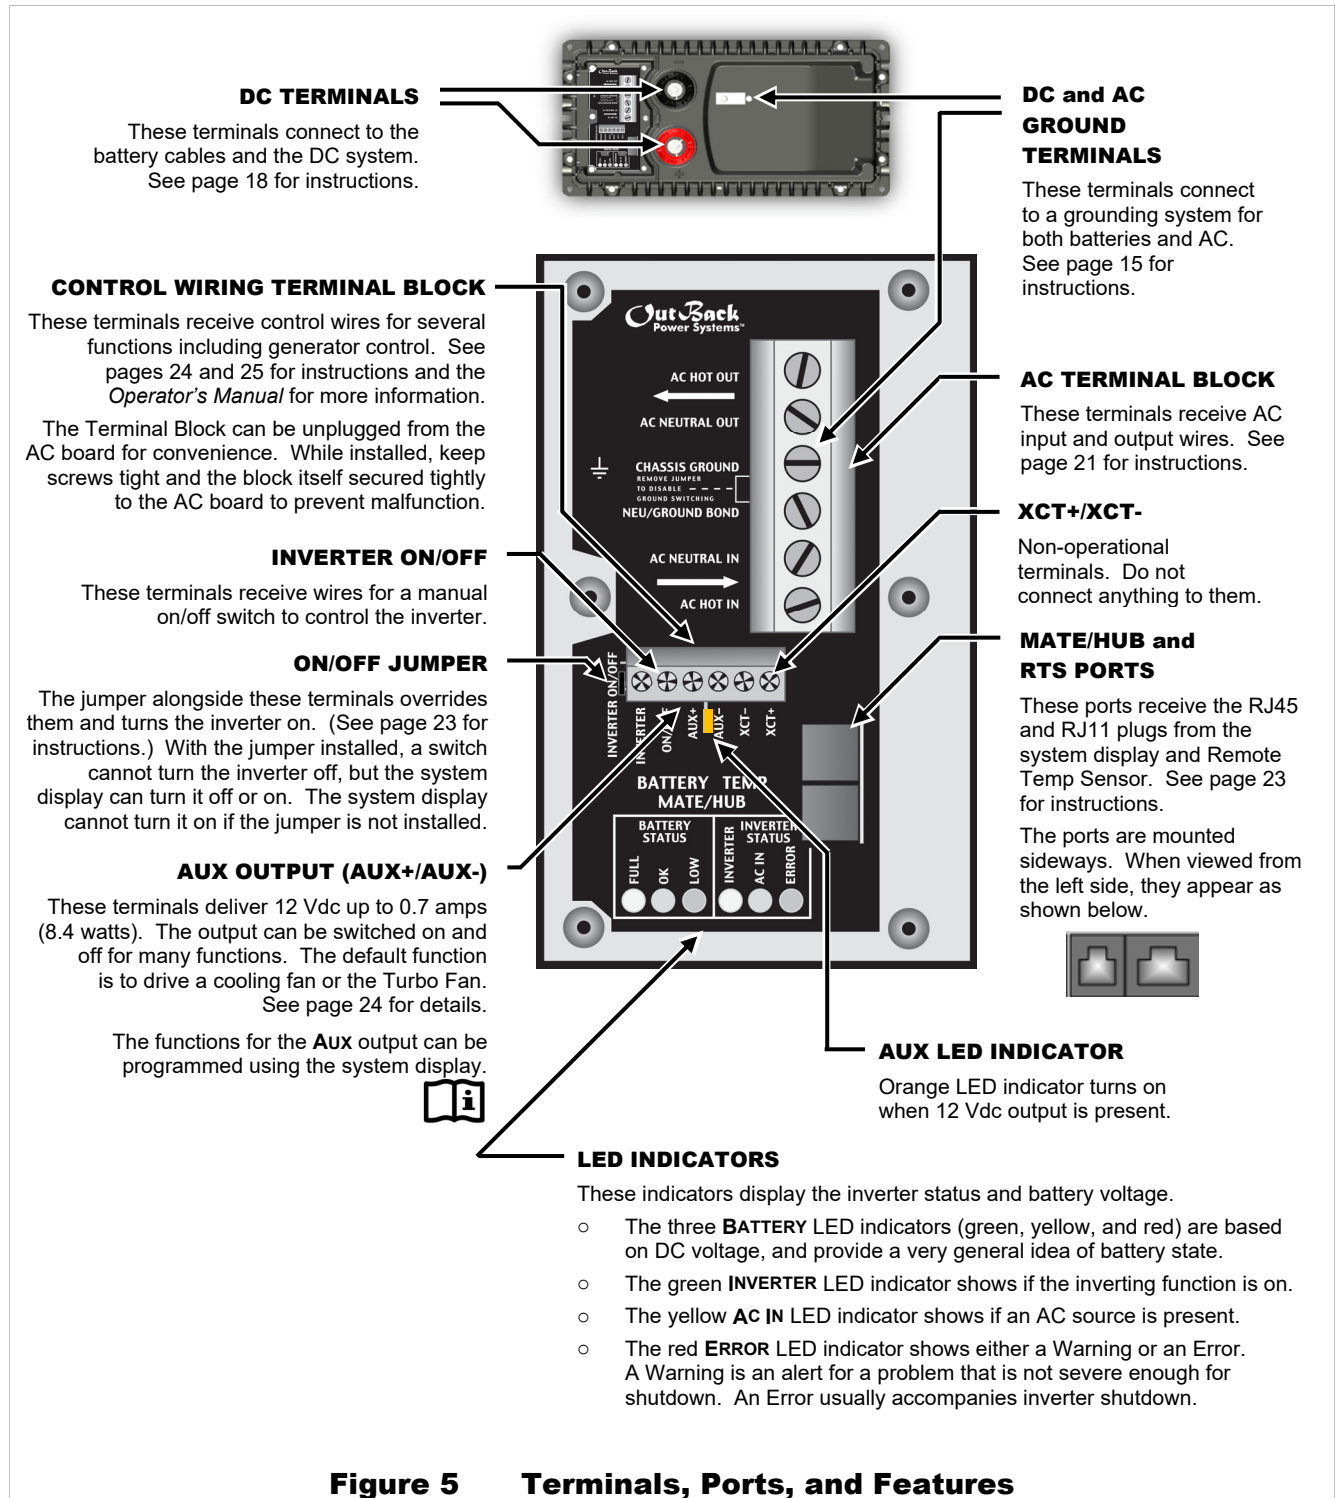 DC TERMINALS
These terminals connect to the
battery cables and the DC system.
See page 18 for instructions.
DC and AC
GROUND
TERMINALS
These terminals connect
to a grounding system for
both batteries and AC.
See page 15 for
instructions.
CONTROL WIRING TERMINAL BLOCK
These terminals receive control wires for several
functions including generator control. See
pages 24 and 25 for instructions and the
Operator's Manual for more information.
The Terminal Block can be unplugged from the
AC board for convenience. While installed, keep
screws tight and the block itself secured tightly
to the AC board to prevent malfunction.
INVERTER ON/OFF
These terminals receive wires for a manual
on/off switch to control the inverter.
ON/OFF JUMPER
The jumper alongside these terminals overrides
them and turns the inverter on. (See page 23 for
instructions.) With the jumper installed, a switch
cannot turn the inverter off, but the system
display can turn it off or on. The system display
cannot turn it on if the jumper is not installed.
AUX OUTPUT (AUX+/AUX-)
These terminals deliver 12 Vdc up to 0.7 amps
(8.4 watts). The output can be switched on and
off for many functions. The default function
is to drive a cooling fan or the Turbo Fan.
See page 24 for details.
The functions for the AUX output can be
programmed using the system display.
i
OutBack
Power Systems™
AC HOT OUT
AC NEUTRAL OUT
CHASSIS GROUND
REMOVE JUMPER
TO DISABLE
GROUND SWITCHING
NEU/GROUND BOND
AC NEUTRAL IN
AC HOT IN
INVERTER ON/OFF
INVERTER
ON/OFF
AUX+
AUX−
XCT−
XCT+
BATTERY TEMP
MATE/HUB
BATTERY
STATUS
INVERTER
STATUS
FULL
OK
LOW
INVERTER
AC IN
ERROR
AC TERMINAL BLOCK
These terminals receive AC
input and output wires. See
page 21 for instructions.
XCT+/XCT-
Non-operational
terminals. Do not
connect anything to them.
MATE/HUB and
RTS PORTS
These ports receive the RJ45
and RJ11 plugs from the
system display and Remote
Temp Sensor. See page 23
for instructions.
The ports are mounted
sideways. When viewed from
the left side, they appear as
shown below.
AUX LED INDICATOR
Orange LED indicator turns on
when 12 Vdc output is present.
LED INDICATORS
These indicators display the inverter status and battery voltage.
○ The three BATTERY LED indicators (green, yellow, and red) are based
on DC voltage, and provide a very general idea of battery state.
○ The green INVERTER LED indicator shows if the inverting function is on.
○ The yellow AC IN LED indicator shows if an AC source is present.
○ The red ERROR LED indicator shows either a Warning or an Error.
A Warning is an alert for a problem that is not severe enough for
shutdown. An Error usually accompanies inverter shutdown.
Figure 5 Terminals, Ports, and Features